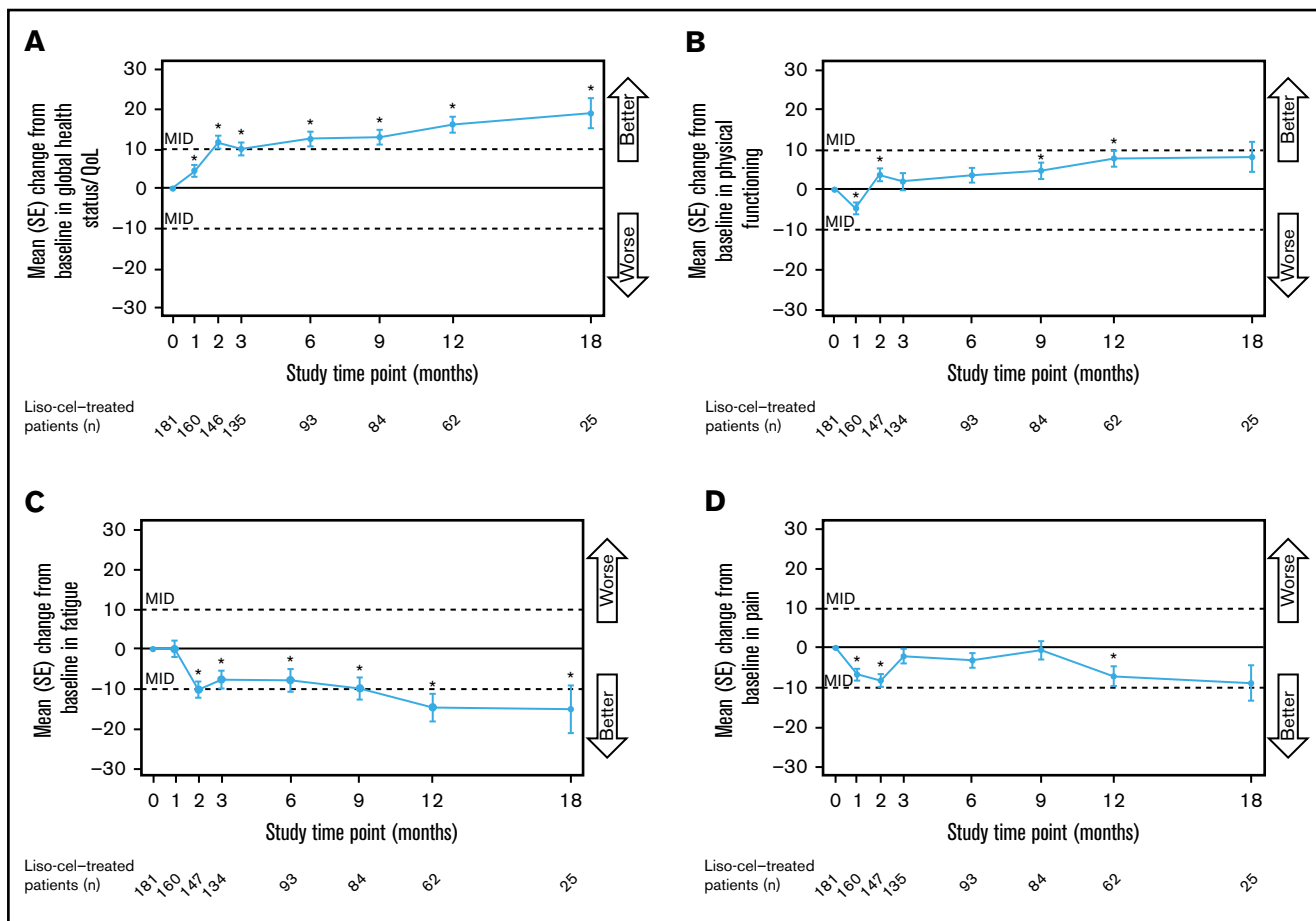 A
Mean (SE) change from
baseline in global health
status/QoL
30
20
10
0
−10
−20
−30
MID
MID
* * * * * * *
Better
Worse
0 1 2 3 6 9 12 18
Study time point (months)
Liso-cel–treated
patients (n)
181 160 146 135 93 84 62 25
B
Mean (SE) change from
baseline in physical
functioning
30
20
10
0
−10
−20
−30
MID
MID
* * * *
Better
Worse
0 1 2 3 6 9 12 18
Study time point (months)
Liso-cel–treated
patients (n)
181 160 147 134 93 84 62 25
C
Mean (SE) change from
baseline in fatigue
30
20
10
0
−10
−20
−30
MID
MID
* * * * * *
Worse
Better
0 1 2 3 6 9 12 18
Study time point (months)
Liso-cel–treated
patients (n)
181 160 147 134 93 84 62 25
D
Mean (SE) change from
baseline in pain
30
20
10
0
−10
−20
−30
MID
MID
* * *
Worse
Better
0 1 2 3 6 9 12 18
Study time point (months)
Liso-cel–treated
patients (n)
181 160 147 135 93 84 62 25